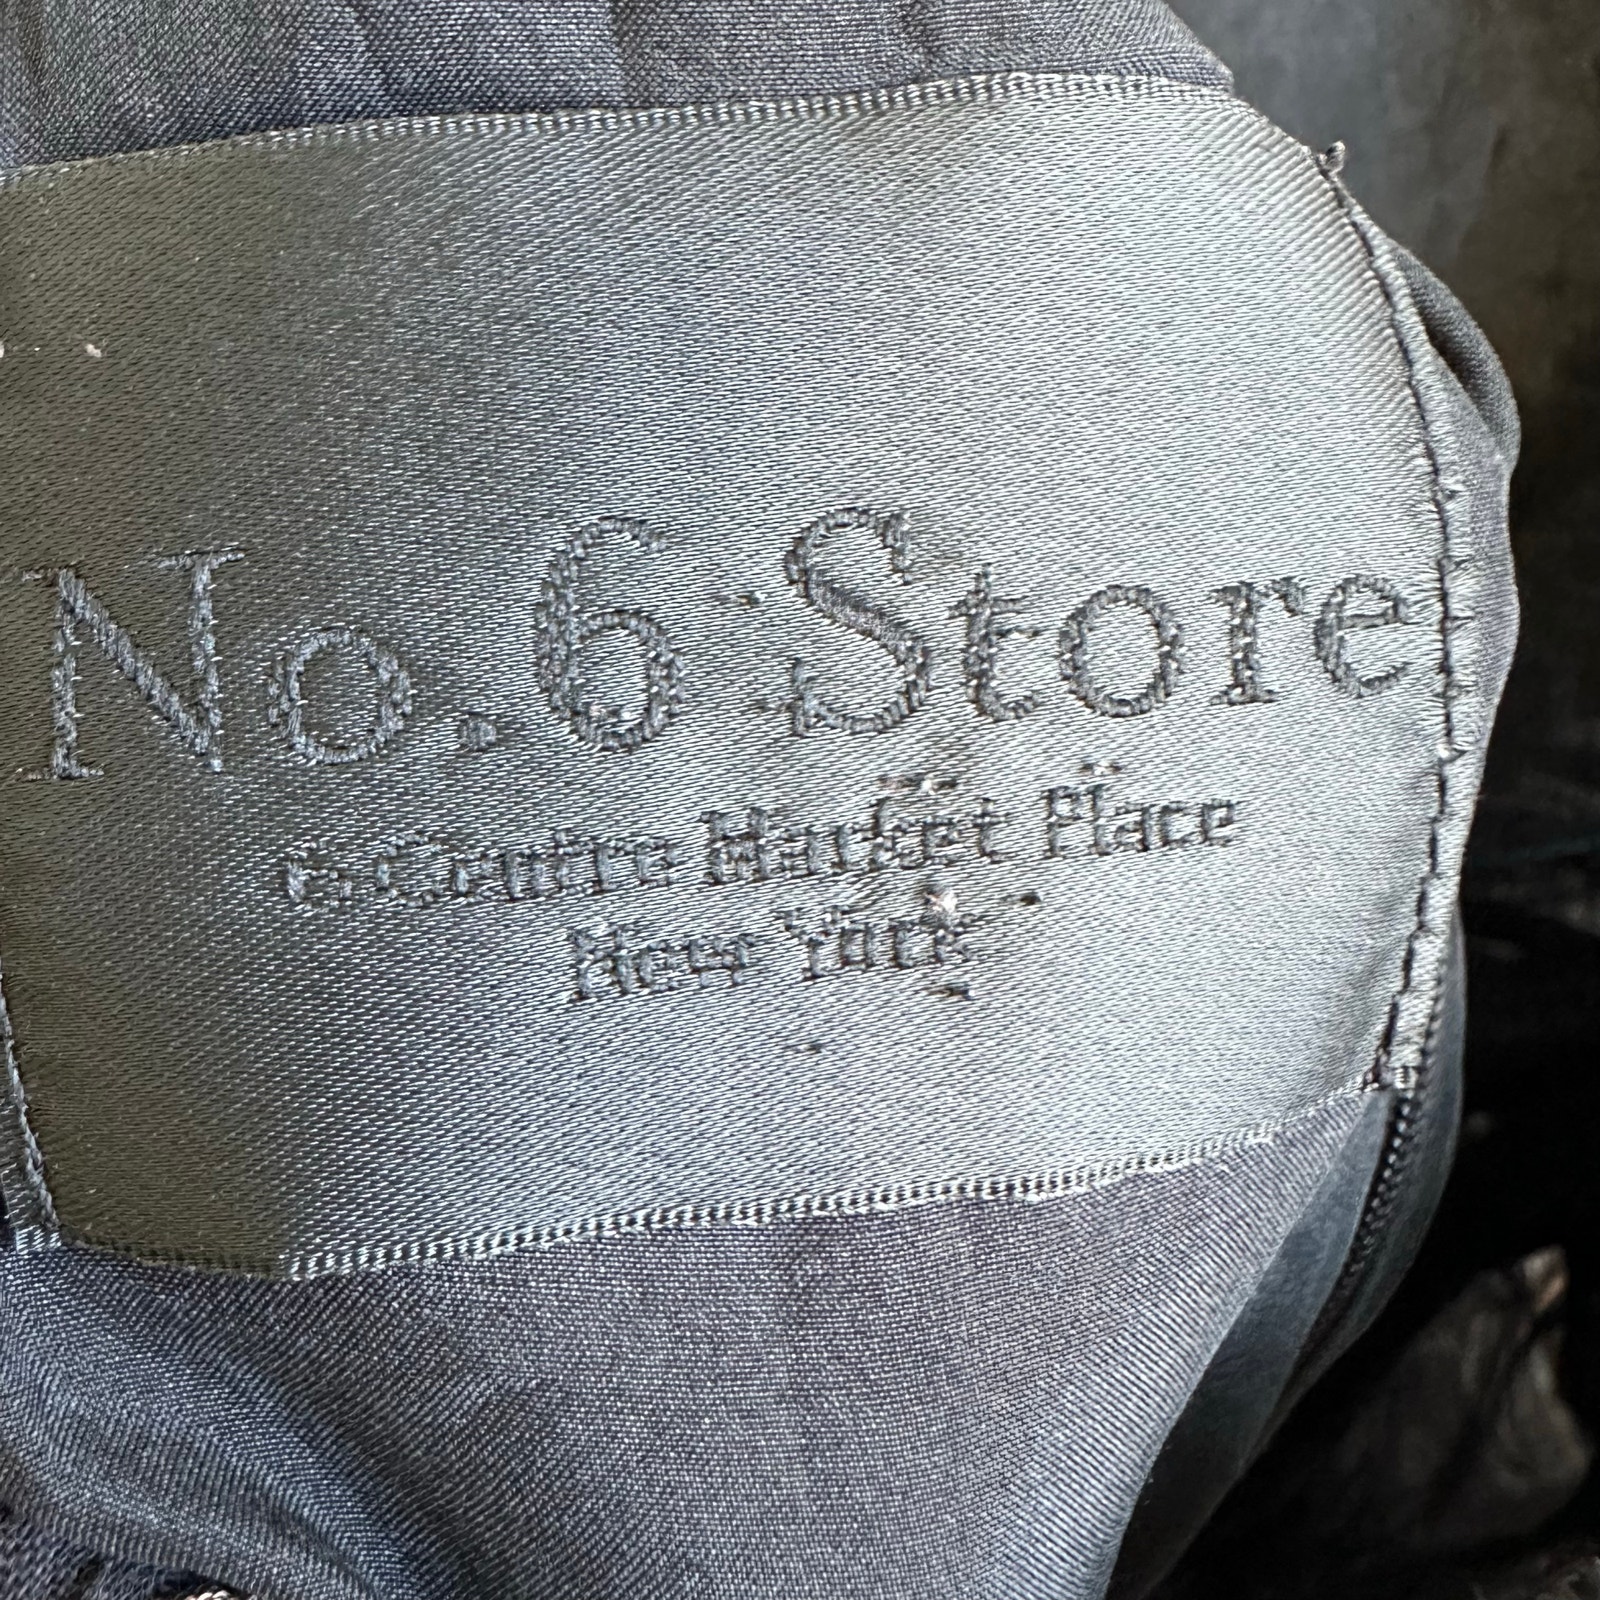 No. 6 Store
6 Centre Market Place
New York